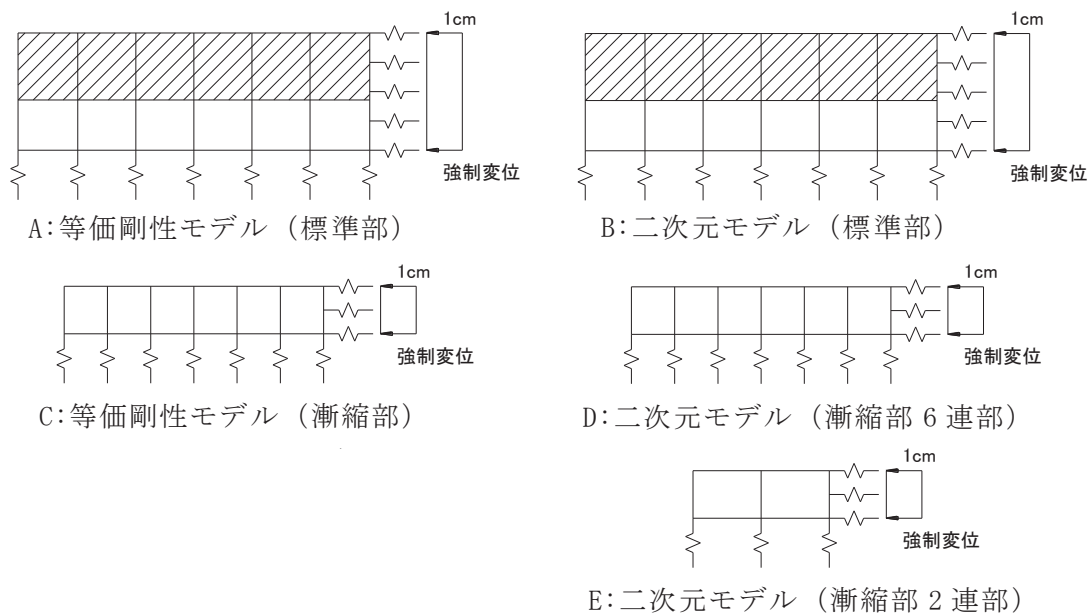 1cm
強制変位
A:等価剛性モデル（標準部）
1cm
強制変位
B:二次元モデル（標準部）
1cm
強制変位
C:等価剛性モデル（漸縮部）
1cm
強制変位
D:二次元モデル（漸縮部 6 連部）
1cm
強制変位
E:二次元モデル（漸縮部 2 連部）